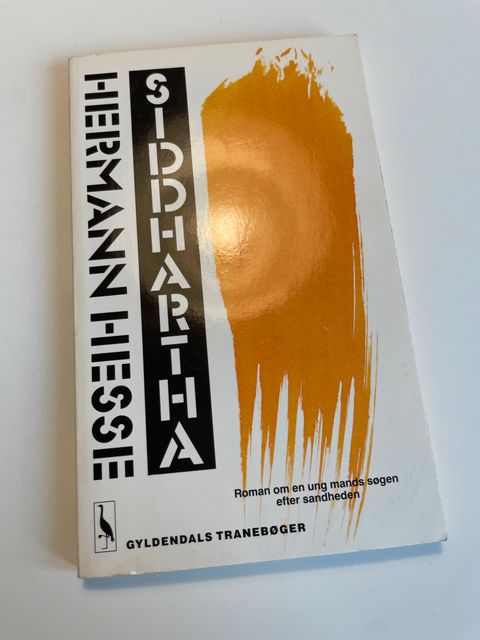 HERMANN HESSE
SIDDHARTHA
Roman om en ung mands søgen
efter sandheden
GYLDENDALS TRANEBØGER